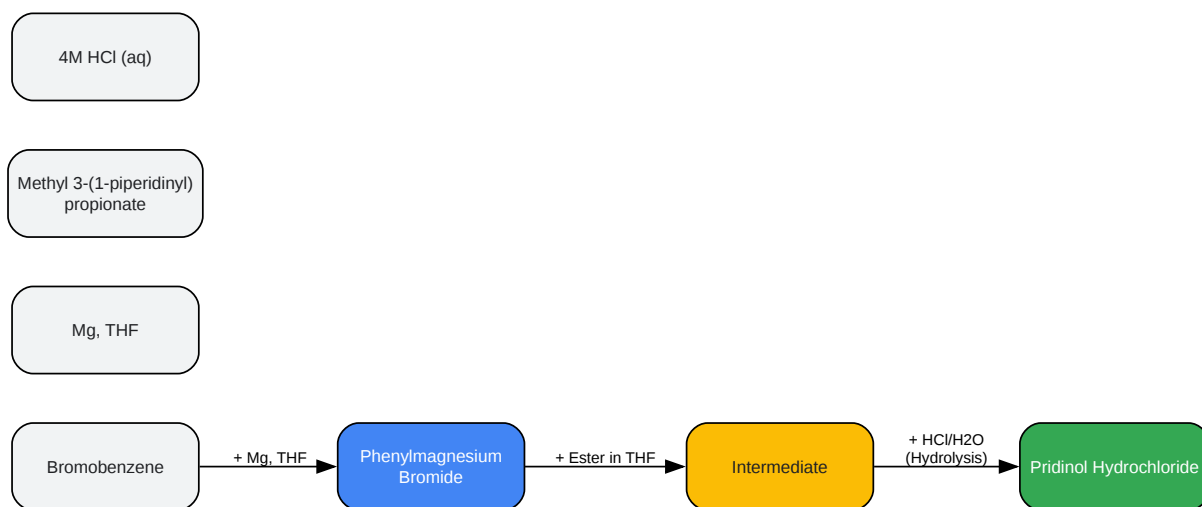 4M HCl (aq)
Methyl 3-(1-piperidinyl)
propionate
Mg, THF
Bromobenzene
+ Mg, THF
Phenylmagnesium
Bromide
+ Ester in THF
Intermediate
+ HCl/H2O
(Hydrolysis)
Pridinol Hydrochloride